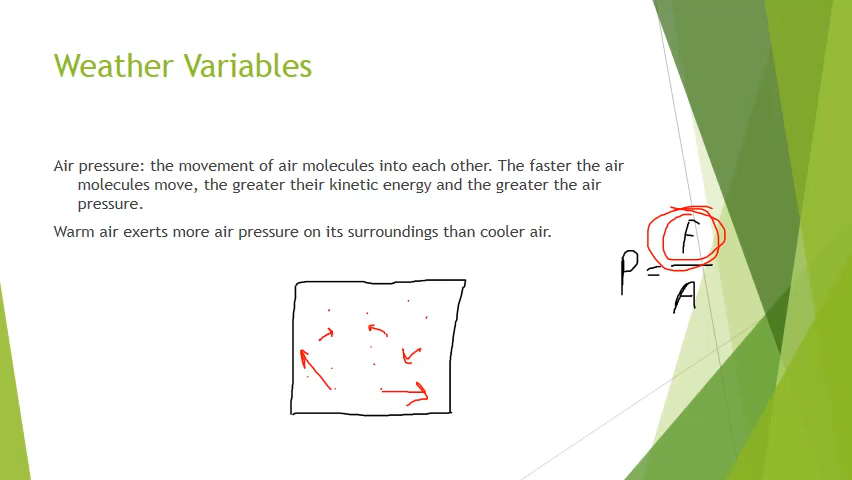 Weather Variables
Air pressure: the movement of air molecules into each other. The faster the air
molecules move, the greater their kinetic energy and the greater the air
pressure.
Warm air exerts more air pressure on its surroundings than cooler air.
P = F
A